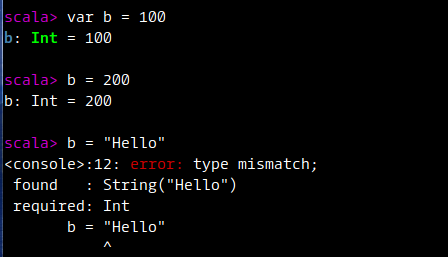 scala> var b = 100
b: Int = 100
scala> b = 200
b: Int = 200
scala> b = "Hello"
<console>:12: error: type mismatch;
 found   : String("Hello")
 required: Int
       b = "Hello"
           ^